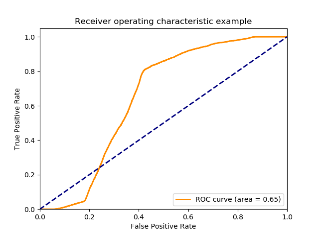 Receiver operating characteristic example
1.0
0.8
0.6
0.4
0.2
0.0
True Positive Rate
ROC curve (area = 0.65)
0.0 0.2 0.4 0.6 0.8 1.0
False Positive Rate